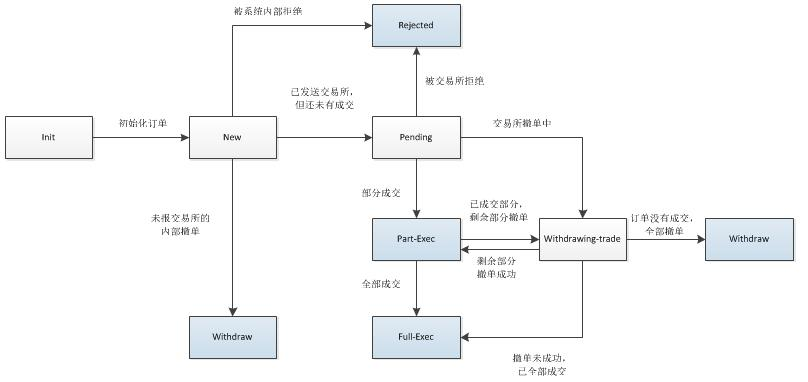 被系统内部拒绝
Rejected
已发送交易所，
但还未有成交
被交易所拒绝
Init
初始化订单
New
Pending
交易所撤单中
未报交易所的
内部撤单
部分成交
已成交部分，
剩余部分撤单
订单没有成交，
全部撤单
Part-Exec
Withdrawing-trade
Withdraw
剩余部分
撤单成功
全部成交
Withdraw
Full-Exec
撤单未成功，
已全部成交